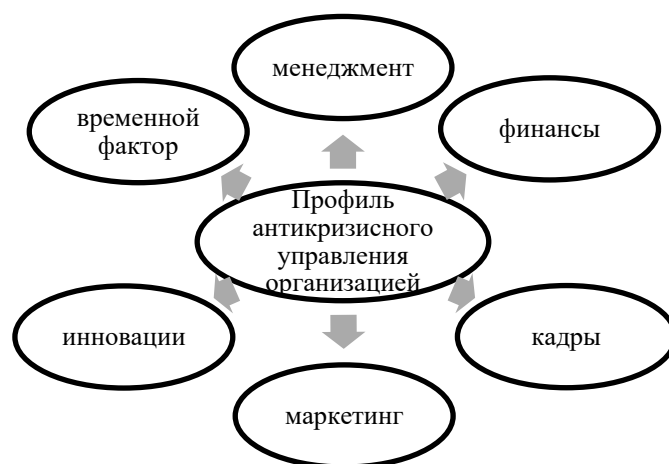 менеджмент
временной
фактор
финансы
Профиль
антикризисного
управления
организацией
инновации
кадры
маркетинг